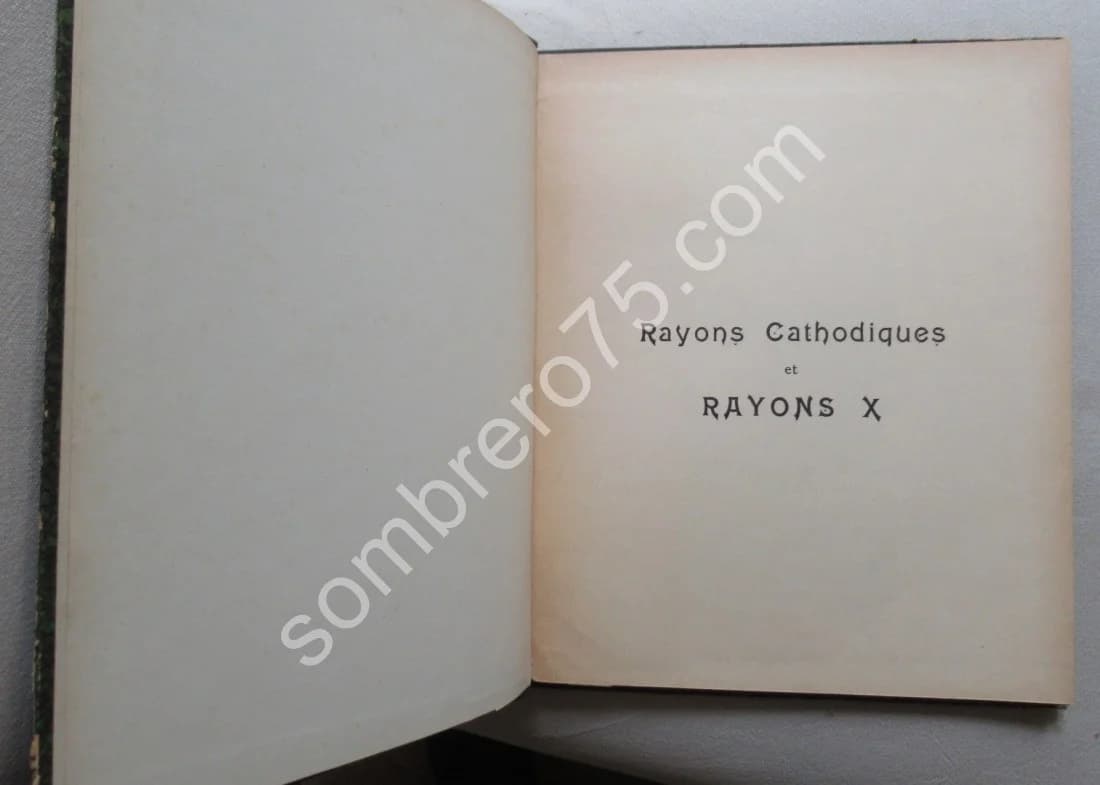 Rayons Cathodiques
et
RAYONS X
sombrero75.com